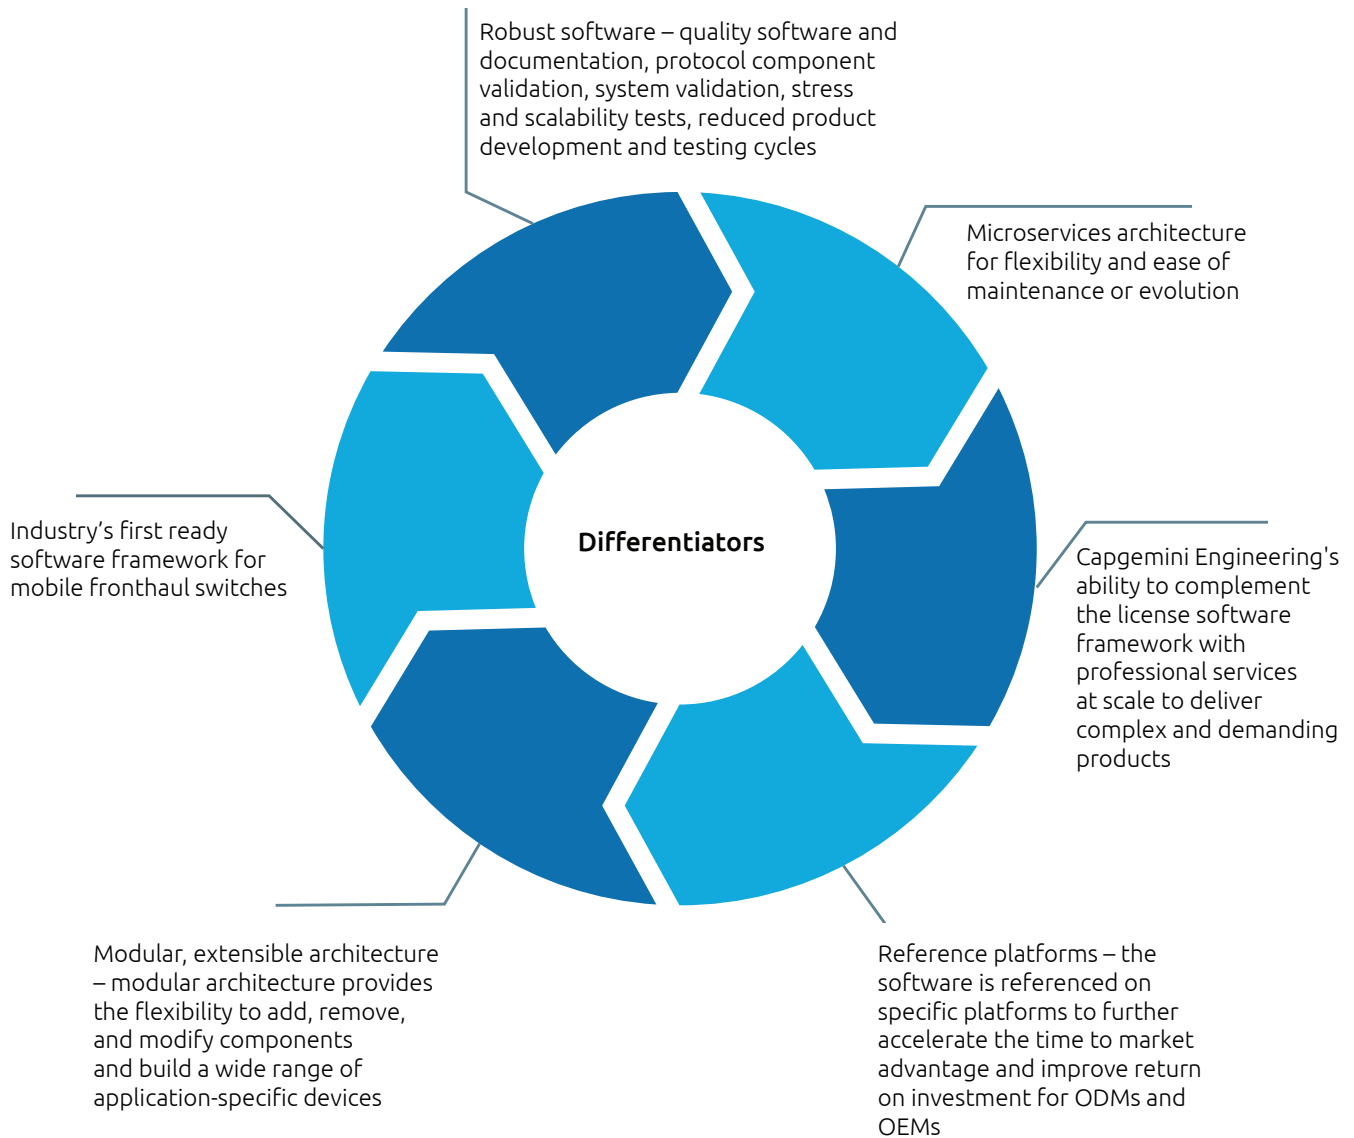 Robust software – quality software and
documentation, protocol component
validation, system validation, stress
and scalability tests, reduced product
development and testing cycles
Microservices architecture
for flexibility and ease of
maintenance or evolution
Industry’s first ready
software framework for
mobile fronthaul switches
Differentiators
Capgemini Engineering's
ability to complement
the license software
framework with
professional services
at scale to deliver
complex and demanding
products
Modular, extensible architecture
– modular architecture provides
the flexibility to add, remove,
and modify components
and build a wide range of
application-specific devices
Reference platforms – the
software is referenced on
specific platforms to further
accelerate the time to market
advantage and improve return
on investment for ODMs and
OEMs